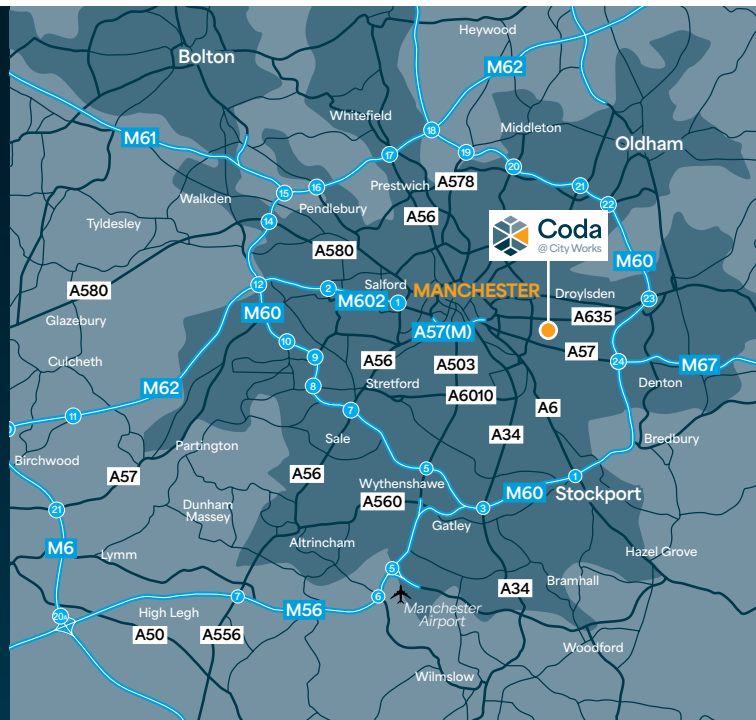 Heywood
Bolton
M62
Whitefield
M61
18
Middleton
Oldham
19
17
20
Prestwich
A578
21
16
15
Walkden
Pendlebury
A56
22
14
Tyldesley
Coda
@ City Works
A580
M60
12
Salford
A580
2
MANCHESTER
Droylsden
M602
1
23
Glazebury
M60
A635
A57(M)
10
A57
Culcheth
9
A56
A503
24
M67
M62
8
Stretford
Denton
A6010
7
A6
11
Sale
A34
Bredbury
Partington
Birchwood
5
A57
A56
Wythenshawe
1
M60
Stockport
A560
21
Dunham
Massey
3
Gatley
M6
Altrincham
Hazel Grove
Lymm
5
Bramhall
A34
7
6
High Legh
M56
Manchester
Airport
20A
A50
A556
Woodford
Wilmslow